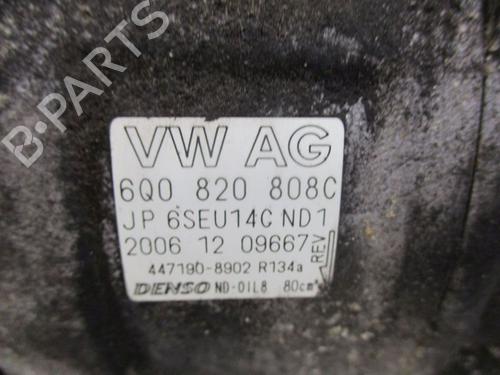 B-PARTS
VW AG
6Q0 820 808C
JP 6SEU14C ND1
2006 12 09667
REV
447190-8902 R134a
DENSO ND-OIL8 80cm³